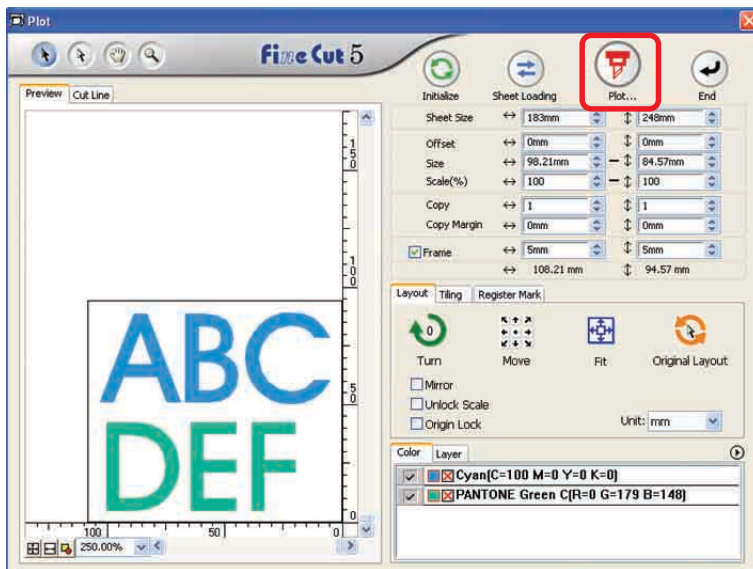 Plot
FineCut 5
Initialize
Sheet Loading
Plot...
End
Preview
Cut Line
Sheet Size
183mm
248mm
Offset
0mm
0mm
Size
98.21mm
84.57mm
Scale(%)
100
100
Copy
1
1
Copy Margin
0mm
0mm
Frame
5mm
5mm
108.21 mm
94.57 mm
150
100
50
0
ABC
DEF
100
50
0
250.00%
Layout
Tiling
Register Mark
0
Turn
Move
Fit
Original Layout
Mirror
Unlock Scale
Origin Lock
Unit:
mm
Color
Layer
Cyan(C=100 M=0 Y=0 K=0)
PANTONE Green C(R=0 G=179 B=148)